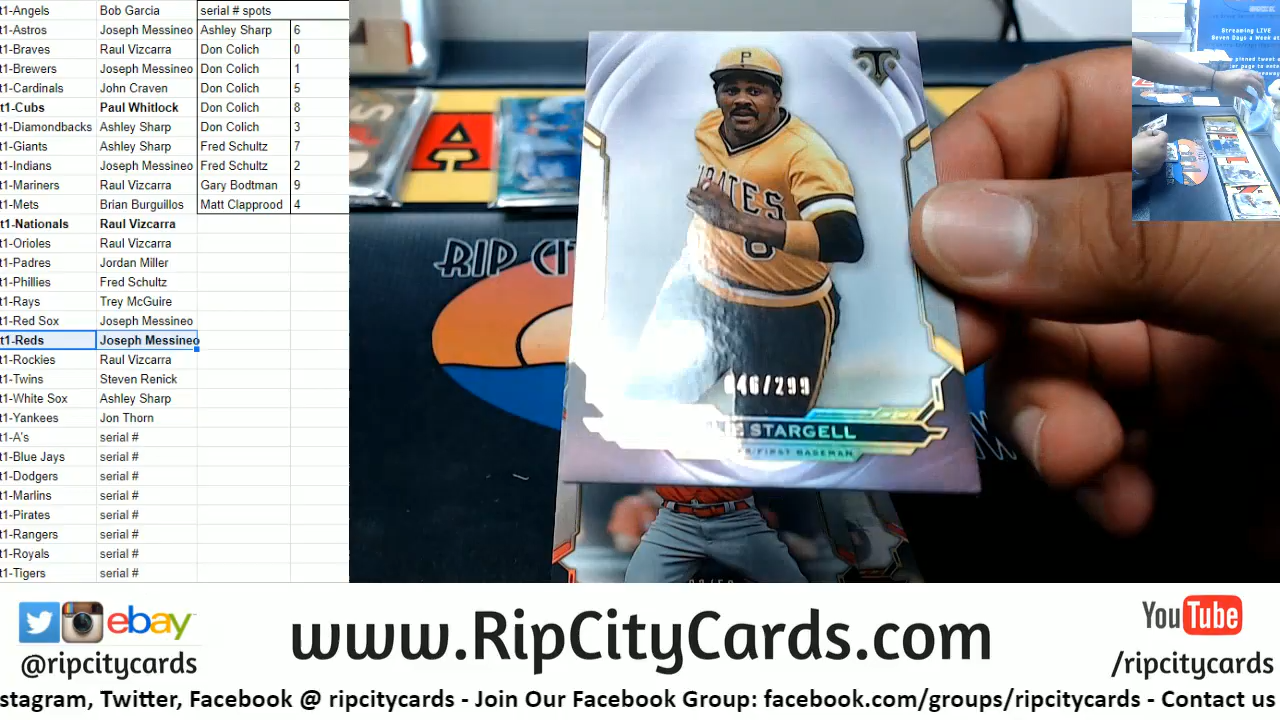 t1-Angels Bob Garcia serial # spots
t1-Astros Joseph Messineo Ashley Sharp 6
t1-Braves Raul Vizcarra Don Colich 0
t1-Brewers Joseph Messineo Don Colich 1
t1-Cardinals John Craven Don Colich 5
t1-Cubs Paul Whitlock Don Colich 8
t1-Diamondbacks Ashley Sharp Don Colich 3
t1-Giants Ashley Sharp Fred Schultz 7
t1-Indians Joseph Messineo Fred Schultz 2
t1-Mariners Raul Vizcarra Gary Bodtman 9
t1-Mets Brian Burguillos Matt Clapprood 4
t1-Nationals Raul Vizcarra
t1-Orioles Raul Vizcarra
t1-Padres Jordan Miller
t1-Phillies Fred Schultz
t1-Rays Trey McGuire
t1-Red Sox Joseph Messineo
t1-Reds Joseph Messineo
t1-Rockies Raul Vizcarra
t1-Twins Steven Renick
t1-White Sox Ashley Sharp
t1-Yankees Jon Thorn
t1-A's serial #
t1-Blue Jays serial #
t1-Dodgers serial #
t1-Marlins serial #
t1-Pirates serial #
t1-Rangers serial #
t1-Royals serial #
t1-Tigers serial #
P
T
PIRATES
8
046/299
STARGELL
FIRST BASEMAN
RIP CI
Streaming LIVE
Seven Days a Week at
ebay
@ripcitycards
www.RipCityCards.com
YouTube
/ripcitycards
stagram, Twitter, Facebook @ ripcitycards - Join Our Facebook Group: facebook.com/groups/ripcitycards - Contact us